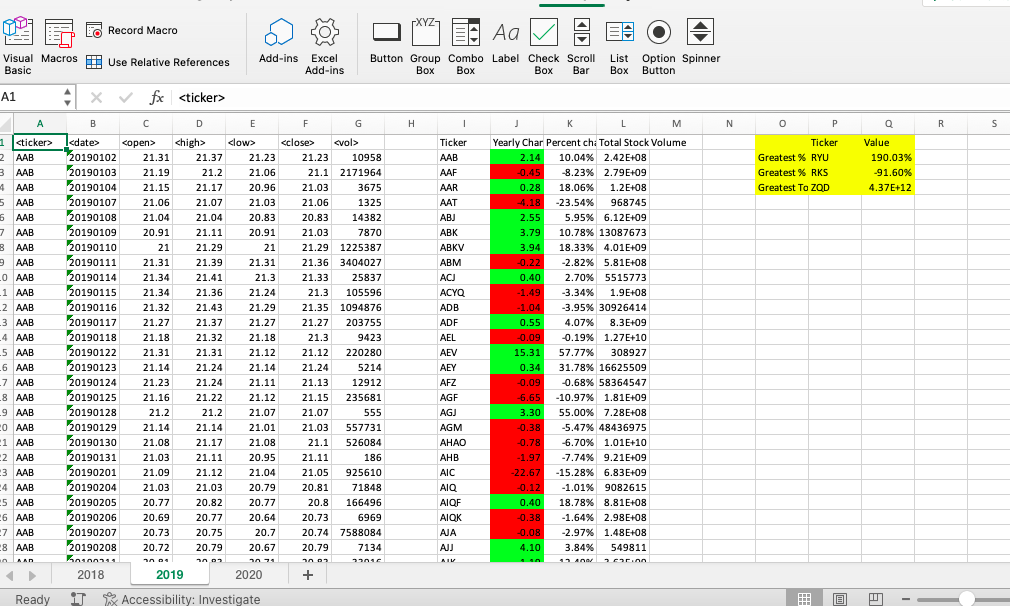 Record Macro
Use Relative References
Visual Basic
Macros
Add-ins
Excel Add-ins
Button
XYZ
Group Box
Combo Box
Aa
Label
Check Box
Scroll Bar
List Box
Option Button
Spinner
A1 fx <ticker>
A B C D E F G H I J K L M N O P Q R S
1 <ticker> <date> <open> <high> <low> <close> <vol> Ticker Yearly Char Percent cha Total Stock Volume Ticker Value
2 AAB 20190102 21.31 21.37 21.23 21.23 10958 AAB 2.14 10.04% 2.42E+08 Greatest % RYU 190.03%
3 AAB 20190103 21.19 21.2 21.06 21.1 2171964 AAF -0.45 -8.23% 2.79E+09 Greatest % RKS -91.60%
4 AAB 20190104 21.15 21.17 20.96 21.03 3675 AAR 0.28 18.06% 1.2E+08 Greatest To ZQD 4.37E+12
5 AAB 20190107 21.06 21.07 21.03 21.06 1325 AAT -4.18 -23.54% 968745
6 AAB 20190108 21.04 21.04 20.83 20.83 14382 ABJ 2.55 5.95% 6.12E+09
7 AAB 20190109 20.91 21.11 20.91 21.03 7870 ABK 3.79 10.78% 13087673
8 AAB 20190110 21 21.29 21 21.29 1225387 ABKV 3.94 18.33% 4.01E+09
9 AAB 20190111 21.31 21.39 21.31 21.36 3404027 ABM -0.22 -2.82% 5.81E+08
0 AAB 20190114 21.34 21.41 21.3 21.33 25837 ACJ 0.40 2.70% 5515773
1 AAB 20190115 21.34 21.36 21.24 21.3 105596 ACYQ -1.49 -3.34% 1.9E+08
2 AAB 20190116 21.32 21.43 21.29 21.35 1094876 ADB -1.04 -3.95% 30926414
3 AAB 20190117 21.27 21.37 21.27 21.27 203755 ADF 0.55 4.07% 8.3E+09
4 AAB 20190118 21.18 21.32 21.18 21.3 9423 AEL -0.09 -0.19% 1.27E+10
5 AAB 20190122 21.31 21.31 21.12 21.12 220280 AEV 15.31 57.77% 308927
6 AAB 20190123 21.14 21.24 21.14 21.24 5214 AEY 0.34 31.78% 16625509
7 AAB 20190124 21.23 21.24 21.11 21.13 12912 AFZ -0.09 -0.68% 58364547
8 AAB 20190125 21.16 21.22 21.12 21.15 235681 AGF -6.65 -10.97% 1.81E+09
9 AAB 20190128 21.2 21.2 21.07 21.07 555 AGJ 3.30 55.00% 7.28E+08
20 AAB 20190129 21.14 21.14 21.01 21.03 557731 AGM -0.38 -5.47% 48436975
21 AAB 20190130 21.08 21.17 21.08 21.1 526084 AHAO -0.78 -6.70% 1.01E+10
22 AAB 20190131 21.03 21.11 20.95 21.11 186 AHB -1.97 -7.74% 9.21E+09
23 AAB 20190201 21.09 21.12 21.04 21.05 925610 AIC -22.67 -15.28% 6.83E+09
24 AAB 20190204 21.03 21.03 20.79 20.81 71848 AIQ -0.12 -1.01% 9082615
25 AAB 20190205 20.77 20.82 20.77 20.8 166496 AIQF 0.40 18.78% 8.81E+08
26 AAB 20190206 20.69 20.77 20.64 20.73 6969 AIQK -0.38 -1.64% 2.98E+08
27 AAB 20190207 20.73 20.75 20.7 20.74 7588084 AJA -0.08 -2.97% 1.48E+08
28 AAB 20190208 20.72 20.79 20.67 20.79 7134 AJJ 4.10 3.84% 549811
2018 2019 2020 +
Ready Accessibility: Investigate